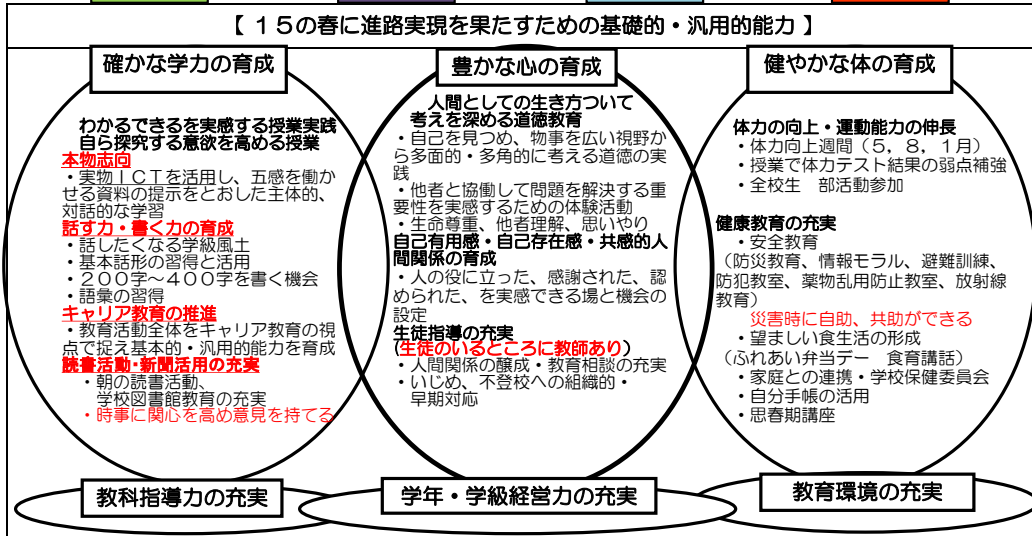 【 １５の春に進路実現を果たすための基礎的・汎用的能力 】
確かな学力の育成
わかるできるを実感する授業実践
自ら探究する意欲を高める授業
本物志向
・実物ＩＣＴを活用し、五感を働か
せる資料の提示をとおした主体的、
対話的な学習
話す力・書く力の育成
・話したくなる学級風土
・基本話形の習得と活用
・２００字～４００字を書く機会
・語彙の習得
キャリア教育の推進
・教育活動全体をキャリア教育の視
点で捉え基本的・汎用的能力を育成
読書活動・新聞活用の充実
・朝の読書活動、
学校図書館教育の充実
・時事に関心を高め意見を持てる
教科指導力の充実
豊かな心の育成
人間としての生き方ついて
考えを深める道徳教育
・自己を見つめ、物事を広い視野か
ら多面的・多角的に考える道徳の実
践
・他者と協働して問題を解決する重
要性を実感するための体験活動
・生命尊重、他者理解、思いやり
自己有用感・自己存在感・共感的人
間関係の育成
・人の役に立った、感謝された、認
められた、を実感できる場と機会の
設定
生徒指導の充実
(生徒のいるところに教師あり)
・人間関係の醸成・教育相談の充実
・いじめ、不登校への組織的・
早期対応
学年・学級経営力の充実
健やかな体の育成
体力の向上・運動能力の伸長
・体力向上週間（５，８，１月）
・授業で体力テスト結果の弱点補強
・全校生　部活動参加
健康教育の充実
・安全教育
（防災教育、情報モラル、避難訓練、
防犯教室、薬物乱用防止教室、放射線
教育）
災害時に自助、共助ができる
・望ましい食生活の形成
（ふれあい弁当デー　食育講話）
・家庭との連携・学校保健委員会
・自分手帳の活用
・思春期講座
教育環境の充実